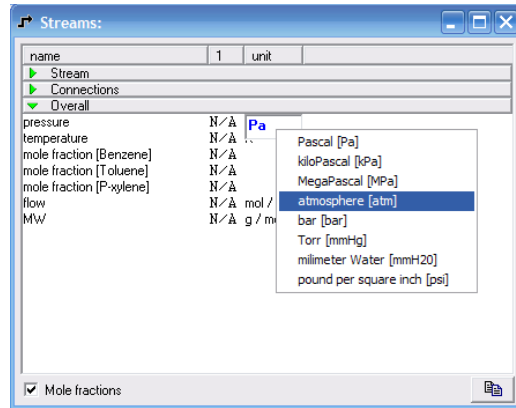 Streams:
name 1 unit
Stream
Connections
Overall
pressure N/A Pa
temperature N/A
mole fraction [Benzene] N/A
mole fraction [Toluene] N/A
mole fraction [P-xylene] N/A
flow N/A mol /
MW N/A g /
Pascal [Pa]
kiloPascal [kPa]
MegaPascal [MPa]
atmosphere [atm]
bar [bar]
Torr [mmHg]
milimeter Water [mmH20]
pound per square inch [psi]
Mole fractions